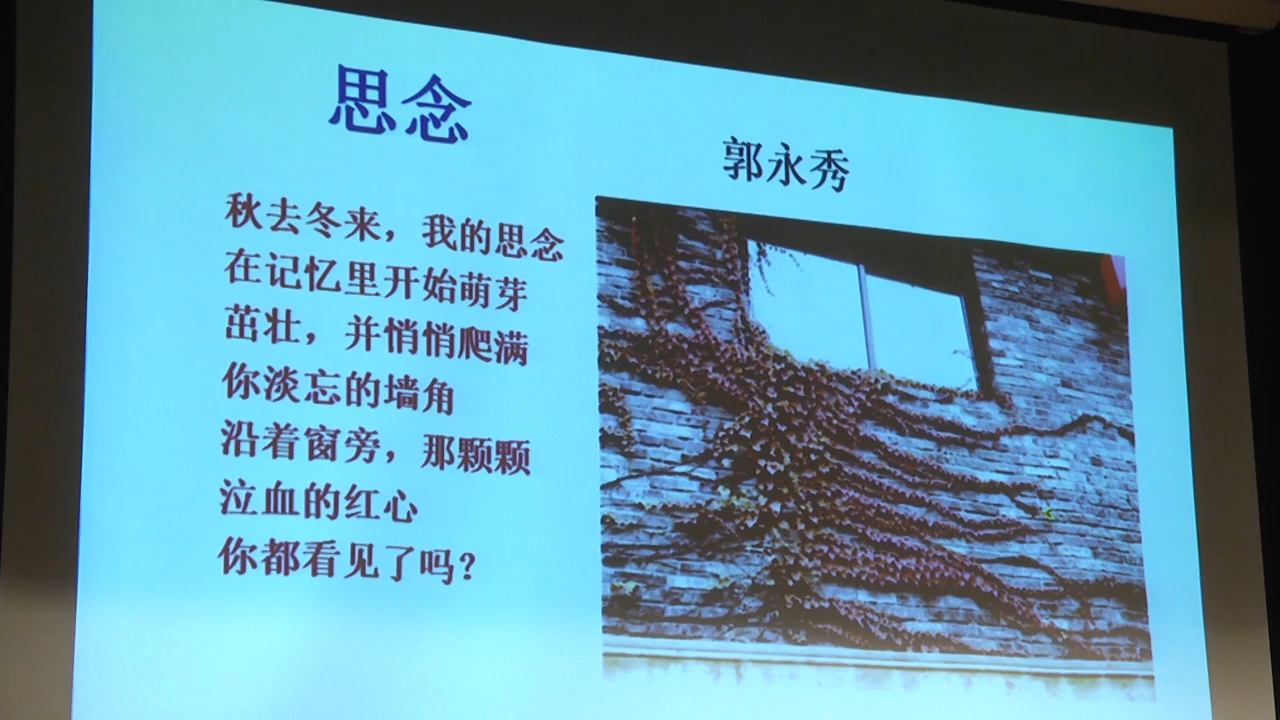 思念
郭永秀
秋去冬来，我的思念
在记忆里开始萌芽
茁壮，并悄悄爬满
你淡忘的墙角
沿着窗旁，那颗颗
泣血的红心
你都看见了吗？